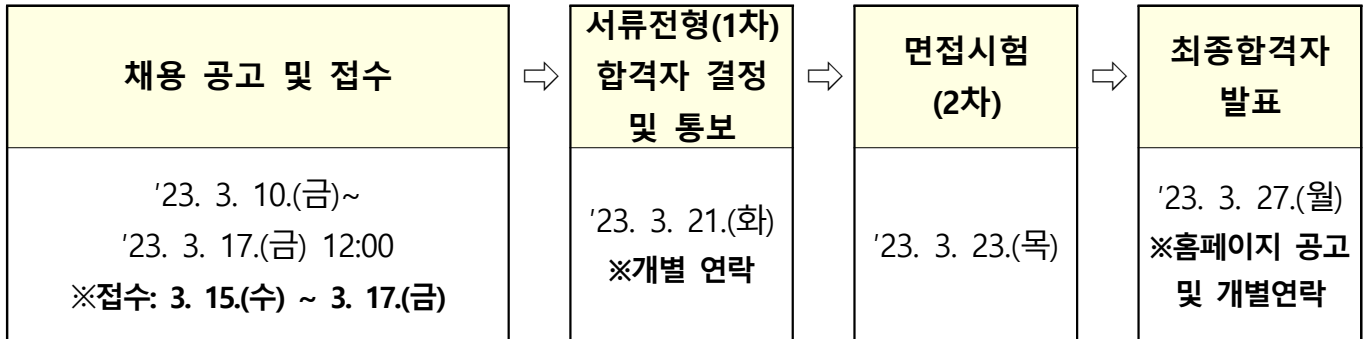 채용 공고 및 접수
⇨
서류전형(1차)
합격자 결정
및 통보
⇨
면접시험
(2차)
⇨
최종합격자
발표
'23. 3. 10.(금)~
'23. 3. 17.(금) 12:00
※접수: 3. 15.(수) ~ 3. 17.(금)
'23. 3. 21.(화)
※개별 연락
'23. 3. 23.(목)
'23. 3. 27.(월)
※홈페이지 공고
및 개별연락